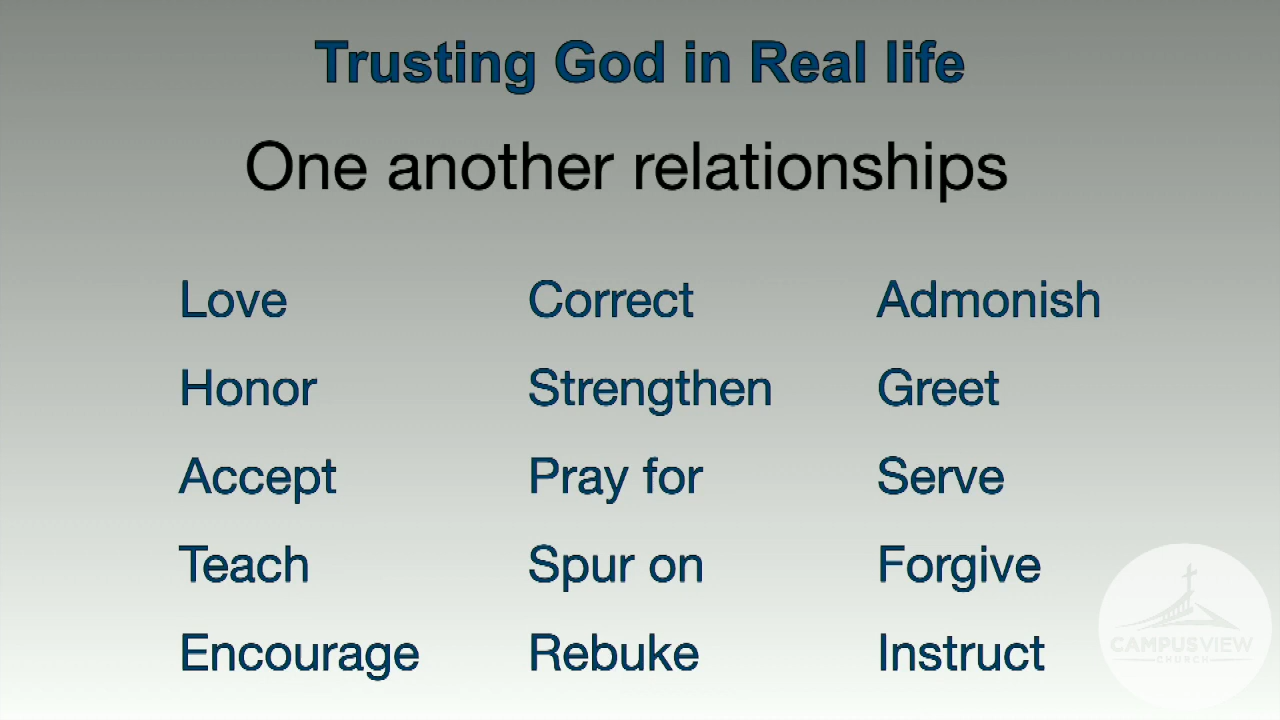 Trusting God in Real life
One another relationships
Love Correct Admonish
Honor Strengthen Greet
Accept Pray for Serve
Teach Spur on Forgive
Encourage Rebuke Instruct
CAMPUSVIEW
CHURCH